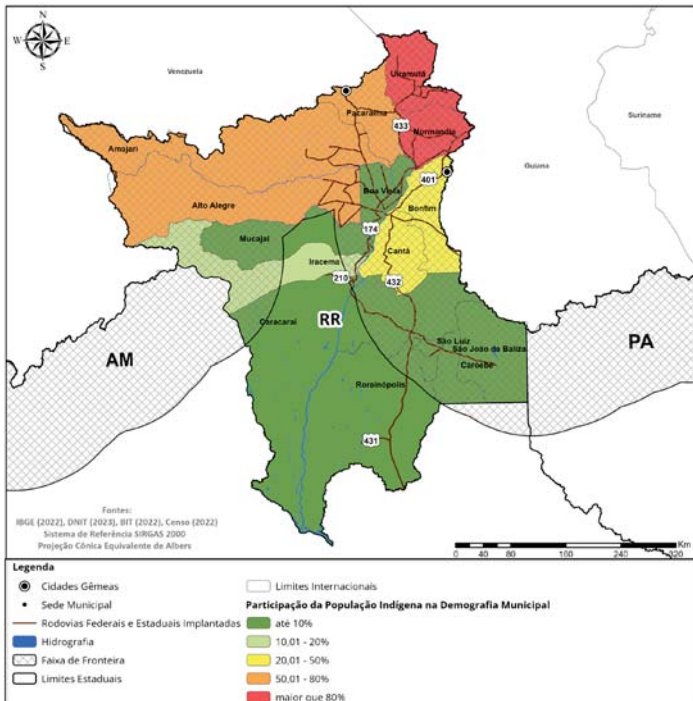 N
W E
S
Venezuela
Suriname
Guiana
Uiramutã
Pacaraima
433
Normandia
Amajari
Boa Vista
401
Alto Alegre
Bonfim
174
Mucajaí
Cantá
Iracema
210
432
Caracaraí
RR
AM
PA
São Luiz
São João da Baliza
Caroebe
Rorainópolis
431
Fontes:
IBGE (2022), DNIT (2023), BIT (2022), Censo (2022)
Sistema de Referência SIRGAS 2000
Projeção Cônica Equivalente de Albers
Km
0 40 80 160 240 320
Legenda
Cidades Gêmeas
Sede Municipal
Rodovias Federais e Estaduais Implantadas
Hidrografia
Faixa de Fronteira
Limites Estaduais
Limites Internacionais
Participação da População Indígena na Demografia Municipal
até 10%
10,01 - 20%
20,01 - 50%
50,01 - 80%
maior que 80%